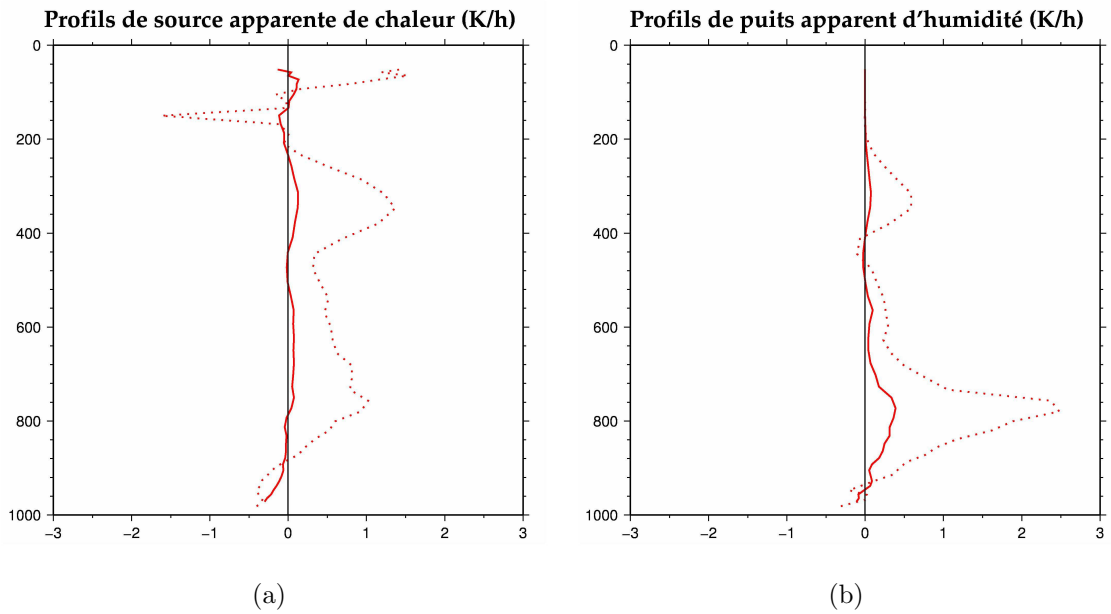 Profils de source apparente de chaleur (K/h)
0
200
400
600
800
1000
−3 −2 −1 0 1 2 3
(a)
Profils de puits apparent d’humidité (K/h)
0
200
400
600
800
1000
−3 −2 −1 0 1 2 3
(b)